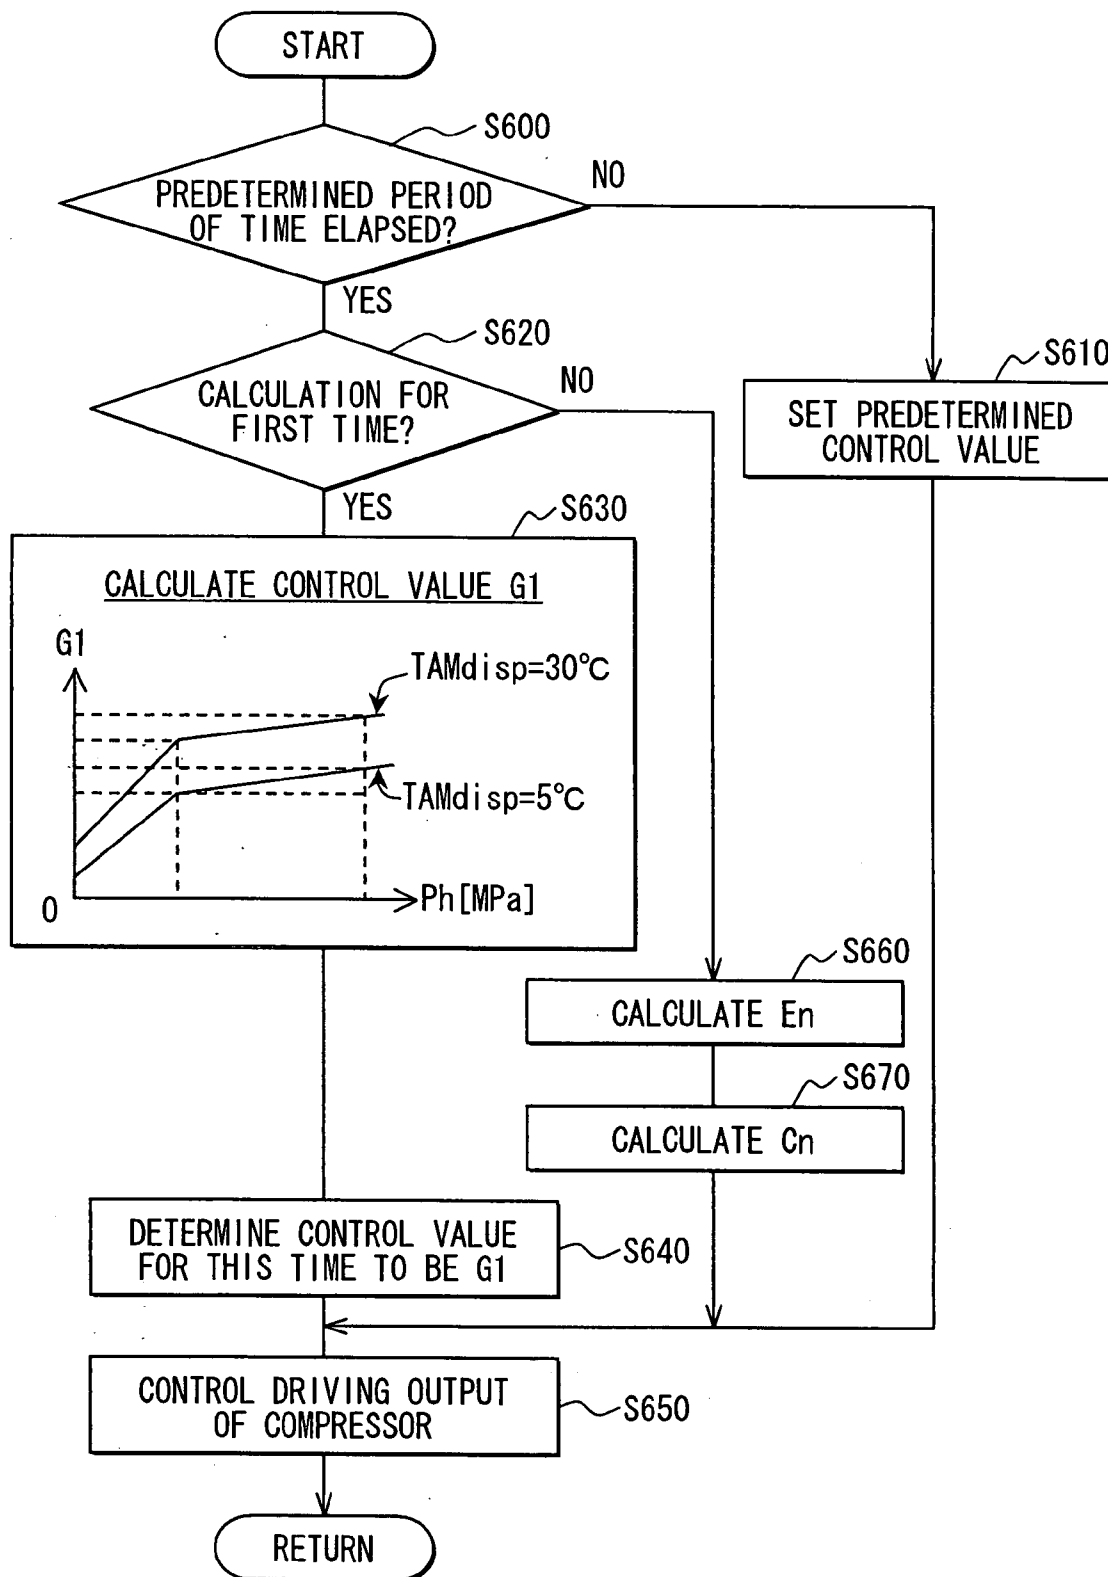 START
S600
PREDETERMINED PERIOD
OF TIME ELAPSED?
NO
YES
S620
CALCULATION FOR
FIRST TIME?
NO
S610
SET PREDETERMINED
CONTROL VALUE
YES
S630
CALCULATE CONTROL VALUE G1
G1
TAMdisp=30℃
TAMdisp=5℃
0
Ph[MPa]
S660
CALCULATE En
S670
CALCULATE Cn
DETERMINE CONTROL VALUE
FOR THIS TIME TO BE G1
S640
CONTROL DRIVING OUTPUT
OF COMPRESSOR
S650
RETURN